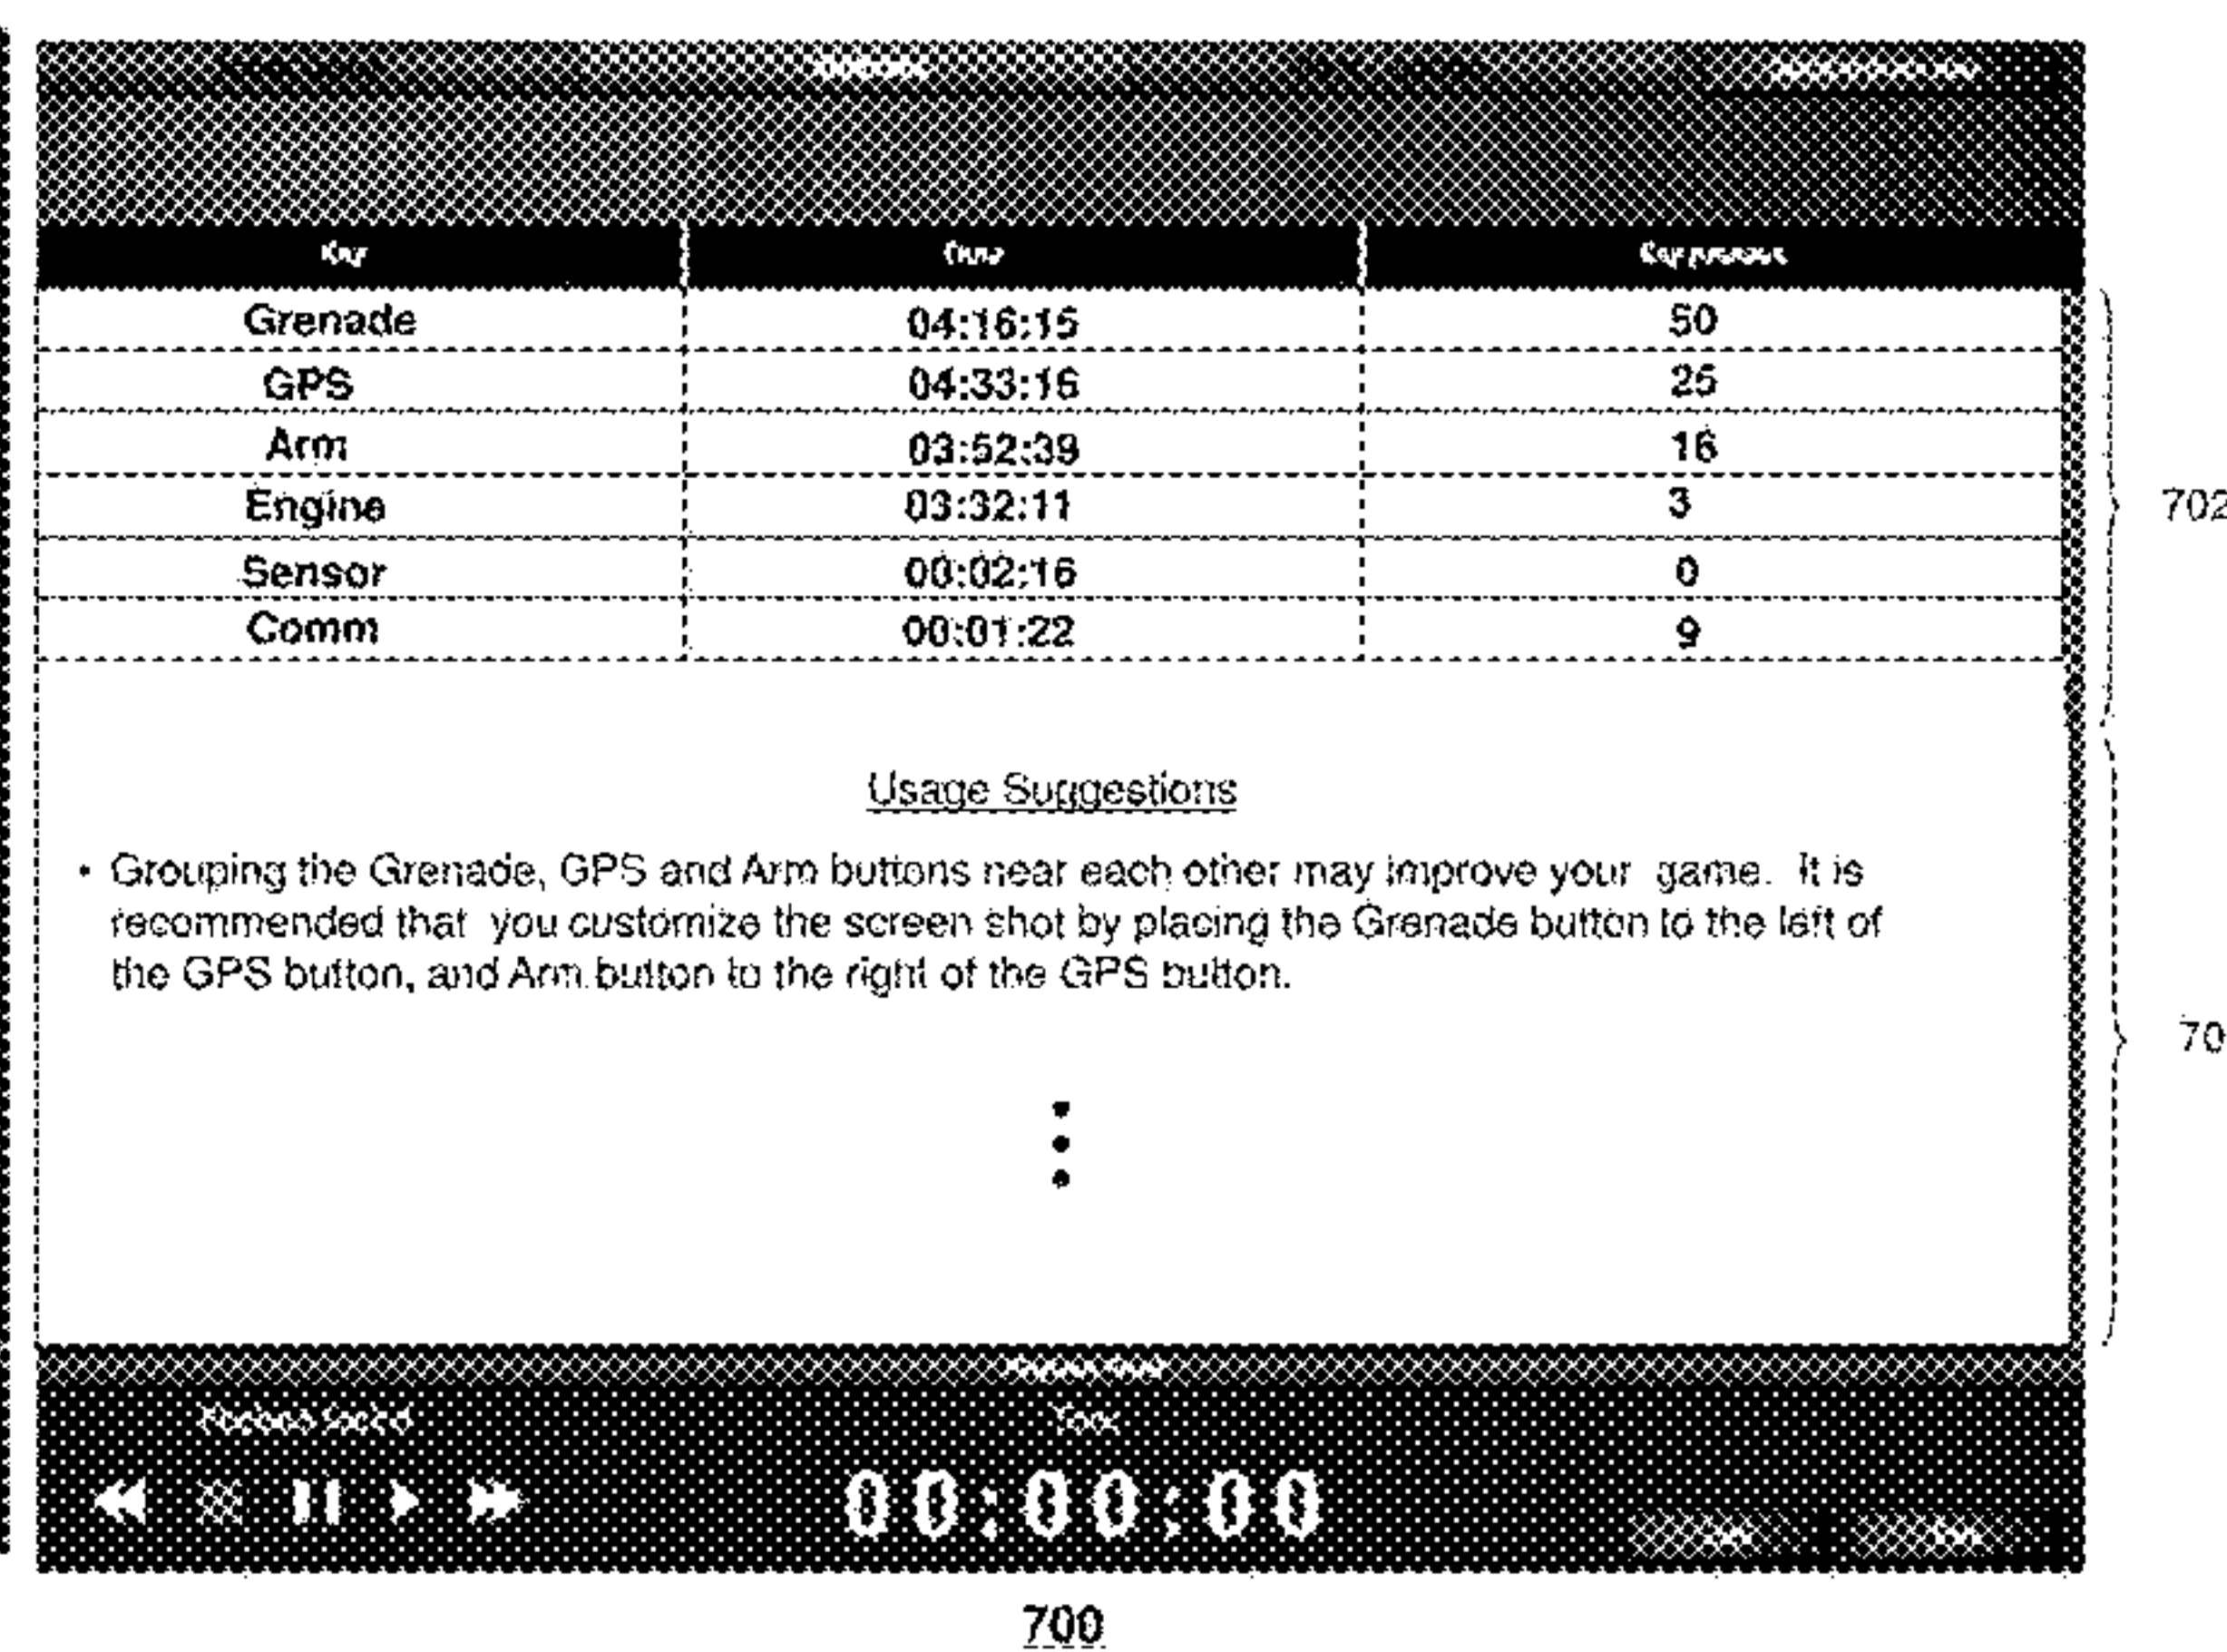 Key Time
Grenade 04:16:15 50
GPS 04:33:16 25
Arm 03:52:39 16
Engine 03:32:11 3
Sensor 00:02:16 0
Comm 00:01:22 9
702
Usage Suggestions
• Grouping the Grenade, GPS and Arm buttons near each other may improve your game. It is
recommended that you customize the screen shot by placing the Grenade button to the left of
the GPS button, and Arm button to the right of the GPS button.
70
Time
00:00:00
700